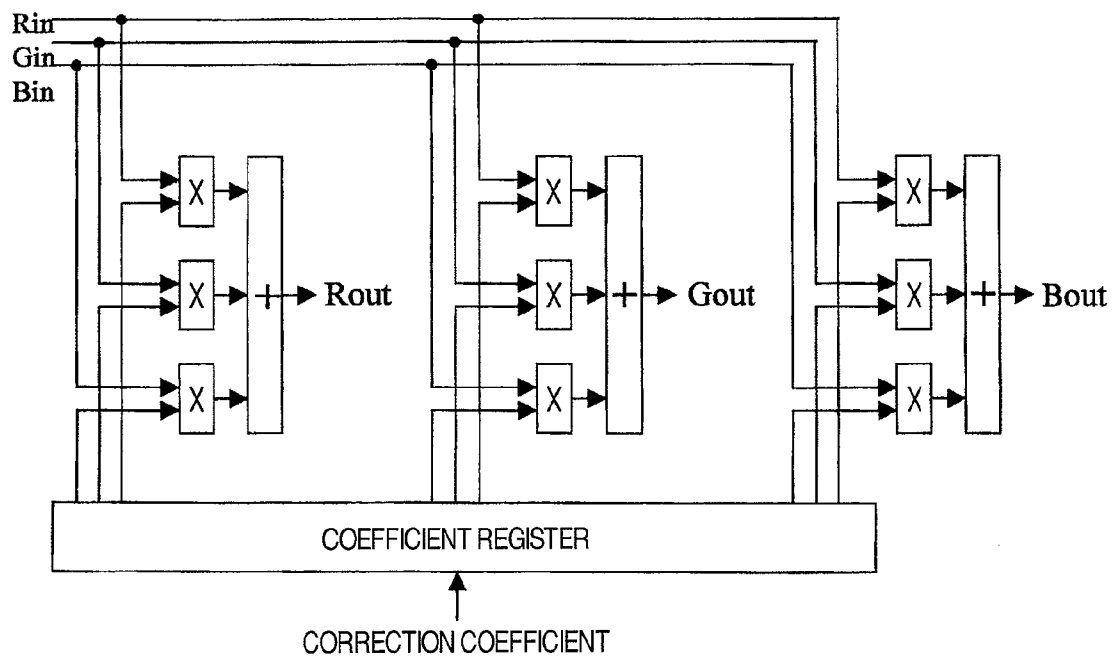 Rin
Gin
Bin
X
X
X
X
X
X
+
Rout
+
Gout
+
Bout
X
X
X
COEFFICIENT REGISTER
CORRECTION COEFFICIENT